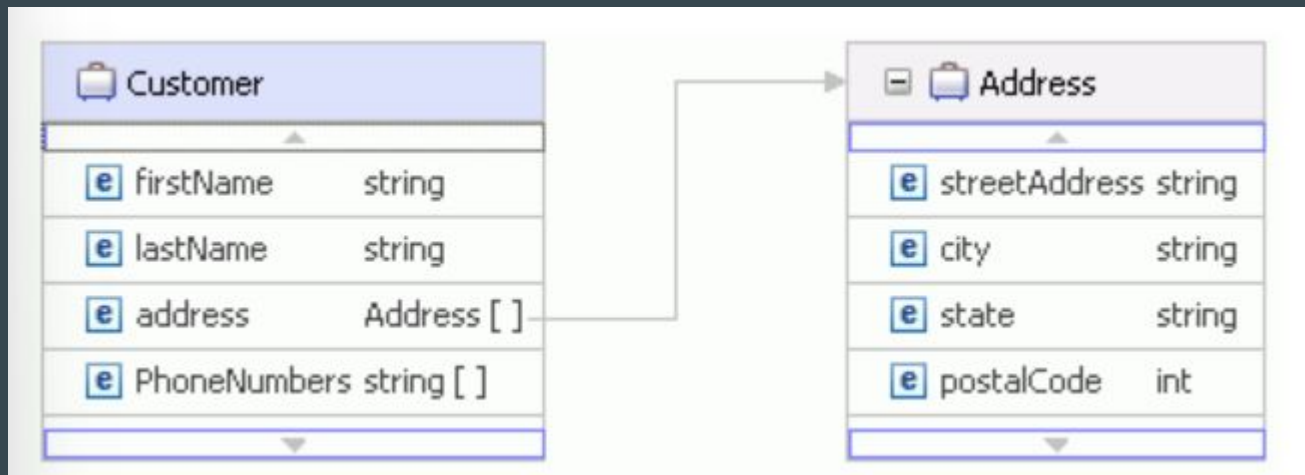 Customer
firstName string
lastName string
address Address [ ]
PhoneNumbers string [ ]
Address
streetAddress string
city string
state string
postalCode int